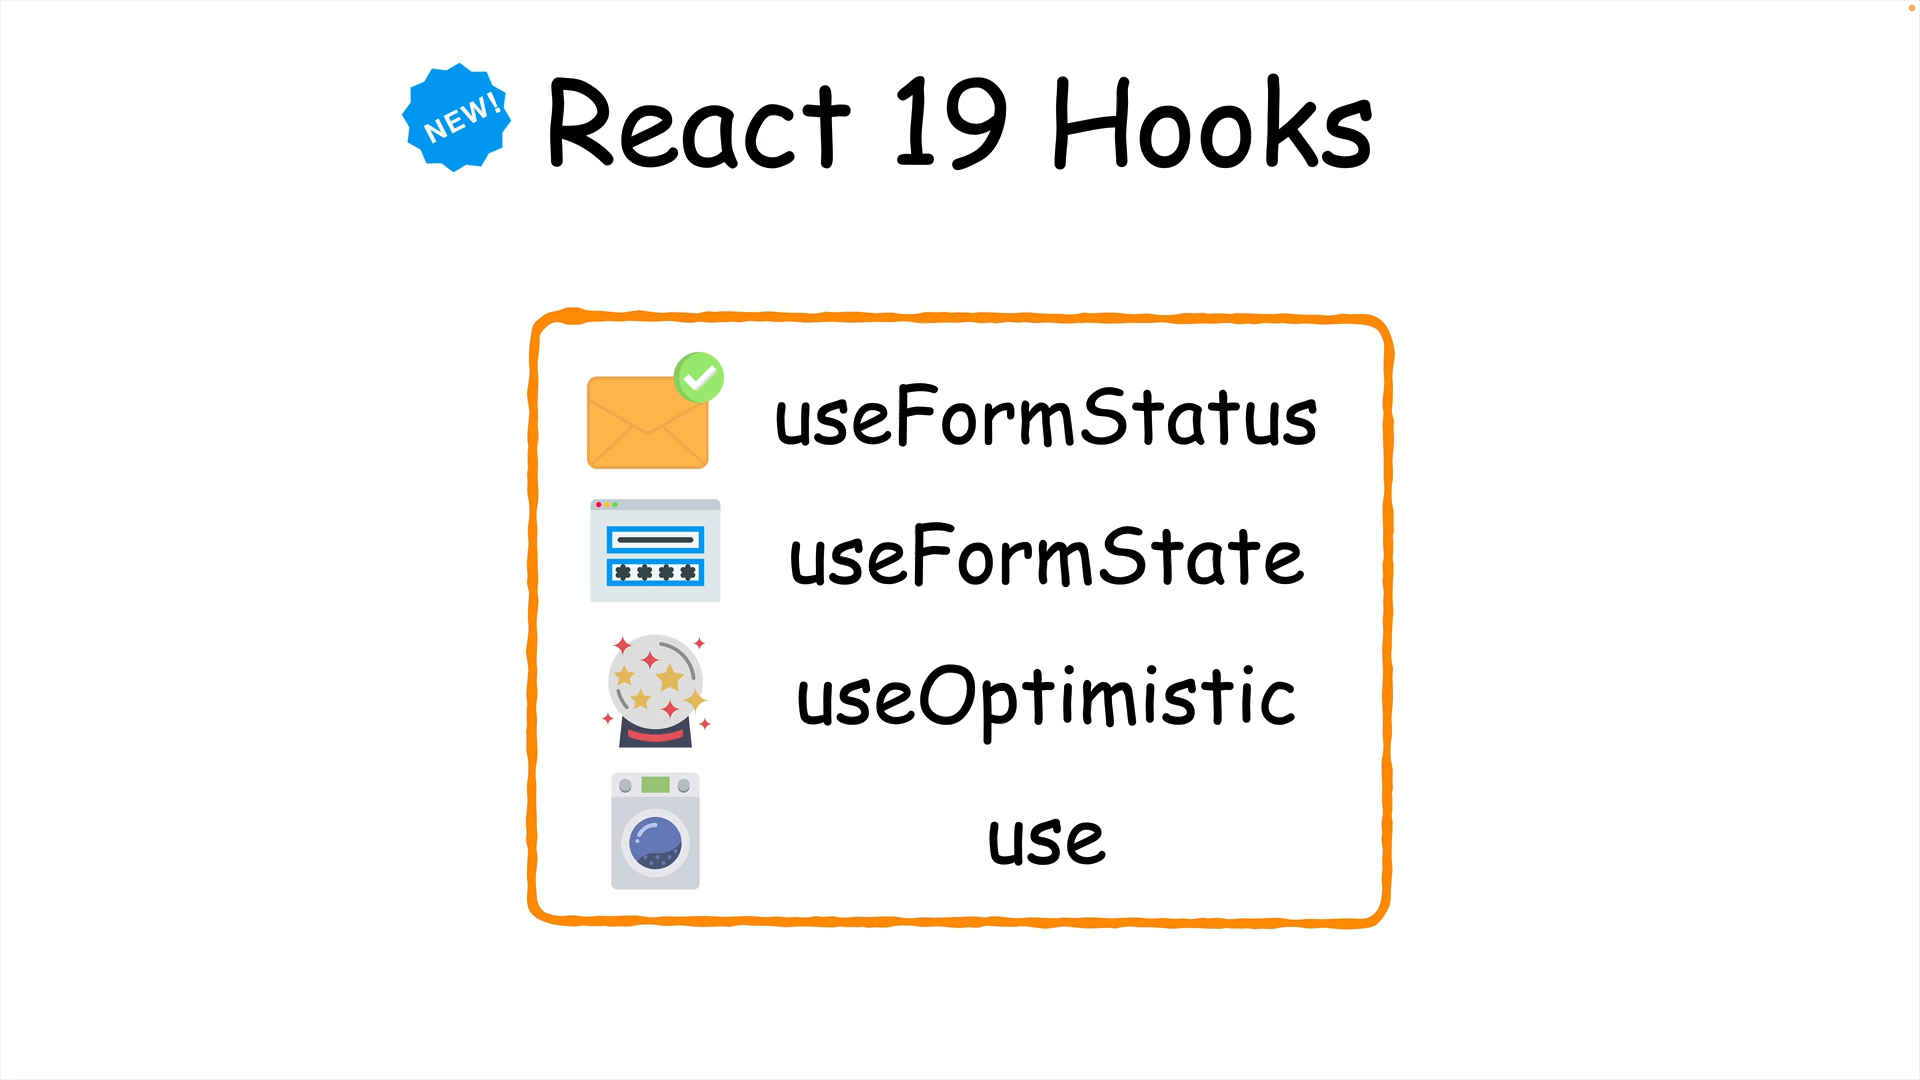 NEW!
React 19 Hooks
useFormStatus
useFormState
useOptimistic
use